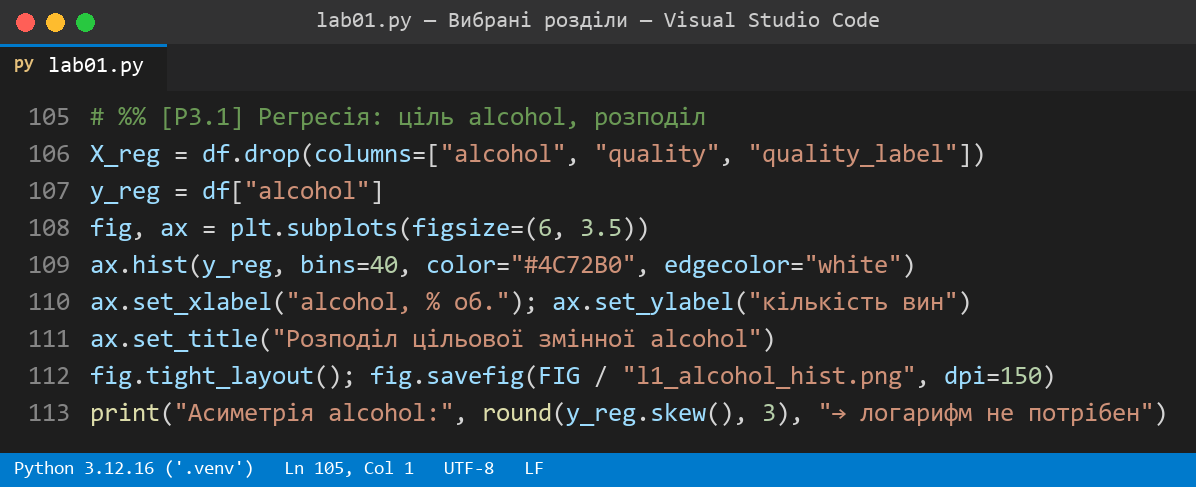 lab01.py — Вибрані розділи — Visual Studio Code
PY lab01.py
105 # %% [P3.1] Регресія: ціль alcohol, розподіл
106 X_reg = df.drop(columns=["alcohol", "quality", "quality_label"])
107 y_reg = df["alcohol"]
108 fig, ax = plt.subplots(figsize=(6, 3.5))
109 ax.hist(y_reg, bins=40, color="#4C72B0", edgecolor="white")
110 ax.set_xlabel("alcohol, % об."); ax.set_ylabel("кількість вин")
111 ax.set_title("Розподіл цільової змінної alcohol")
112 fig.tight_layout(); fig.savefig(FIG / "l1_alcohol_hist.png", dpi=150)
113 print("Асиметрія alcohol:", round(y_reg.skew(), 3), "→ логарифм не потрібен")
Python 3.12.16 ('.venv') Ln 105, Col 1 UTF-8 LF